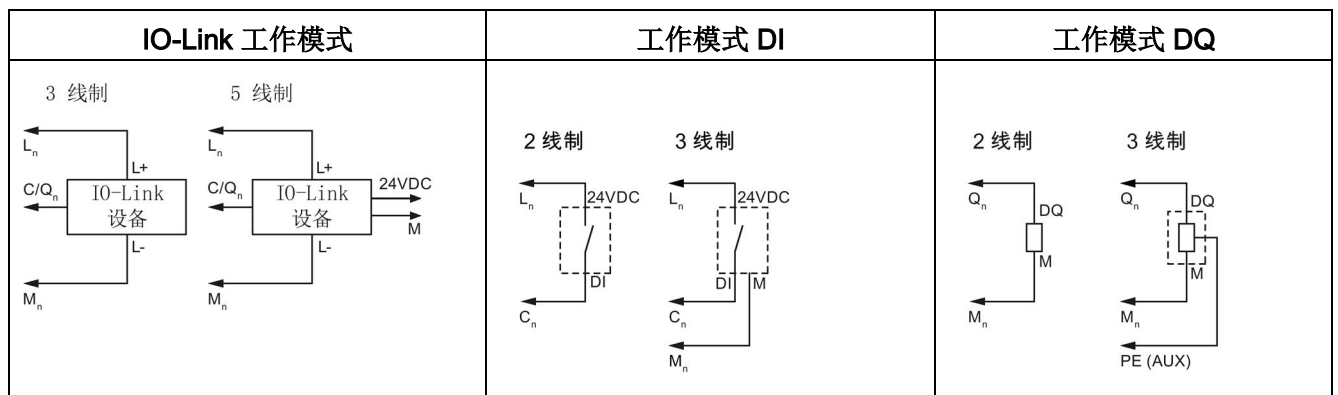 IO-Link 工作模式
工作模式 DI
工作模式 DQ
3 线制
5 线制
Ln
L+
C/Qn
IO-Link
设备
L-
Mn
Ln
L+
C/Qn
IO-Link
设备
24VDC
M
L-
Mn
2 线制
3 线制
Ln
24VDC
DI
Cn
Ln
24VDC
DI
M
Cn
Mn
2 线制
3 线制
Qn
DQ
M
Mn
Qn
DQ
M
Mn
PE (AUX)